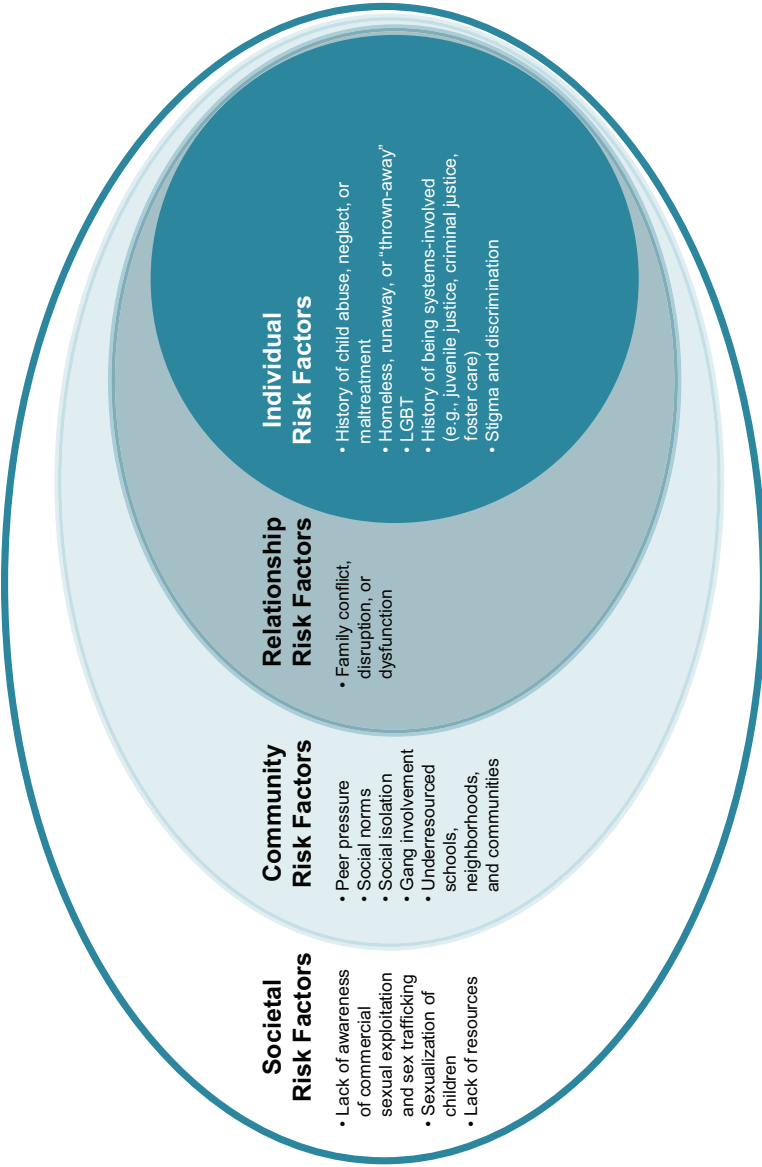 Societal
Risk Factors
• Lack of awareness
of commercial
sexual exploitation
and sex trafficking
• Sexualization of
children
• Lack of resources
Community
Risk Factors
• Peer pressure
• Social norms
• Social isolation
• Gang involvement
• Underresourced
schools,
neighborhoods,
and communities
Relationship
Risk Factors
• Family conflict,
disruption, or
dysfunction
Individual
Risk Factors
• History of child abuse, neglect, or
maltreatment
• Homeless, runaway, or “thrown-away”
• LGBT
• History of being systems-involved
(e.g., juvenile justice, criminal justice,
foster care)
• Stigma and discrimination